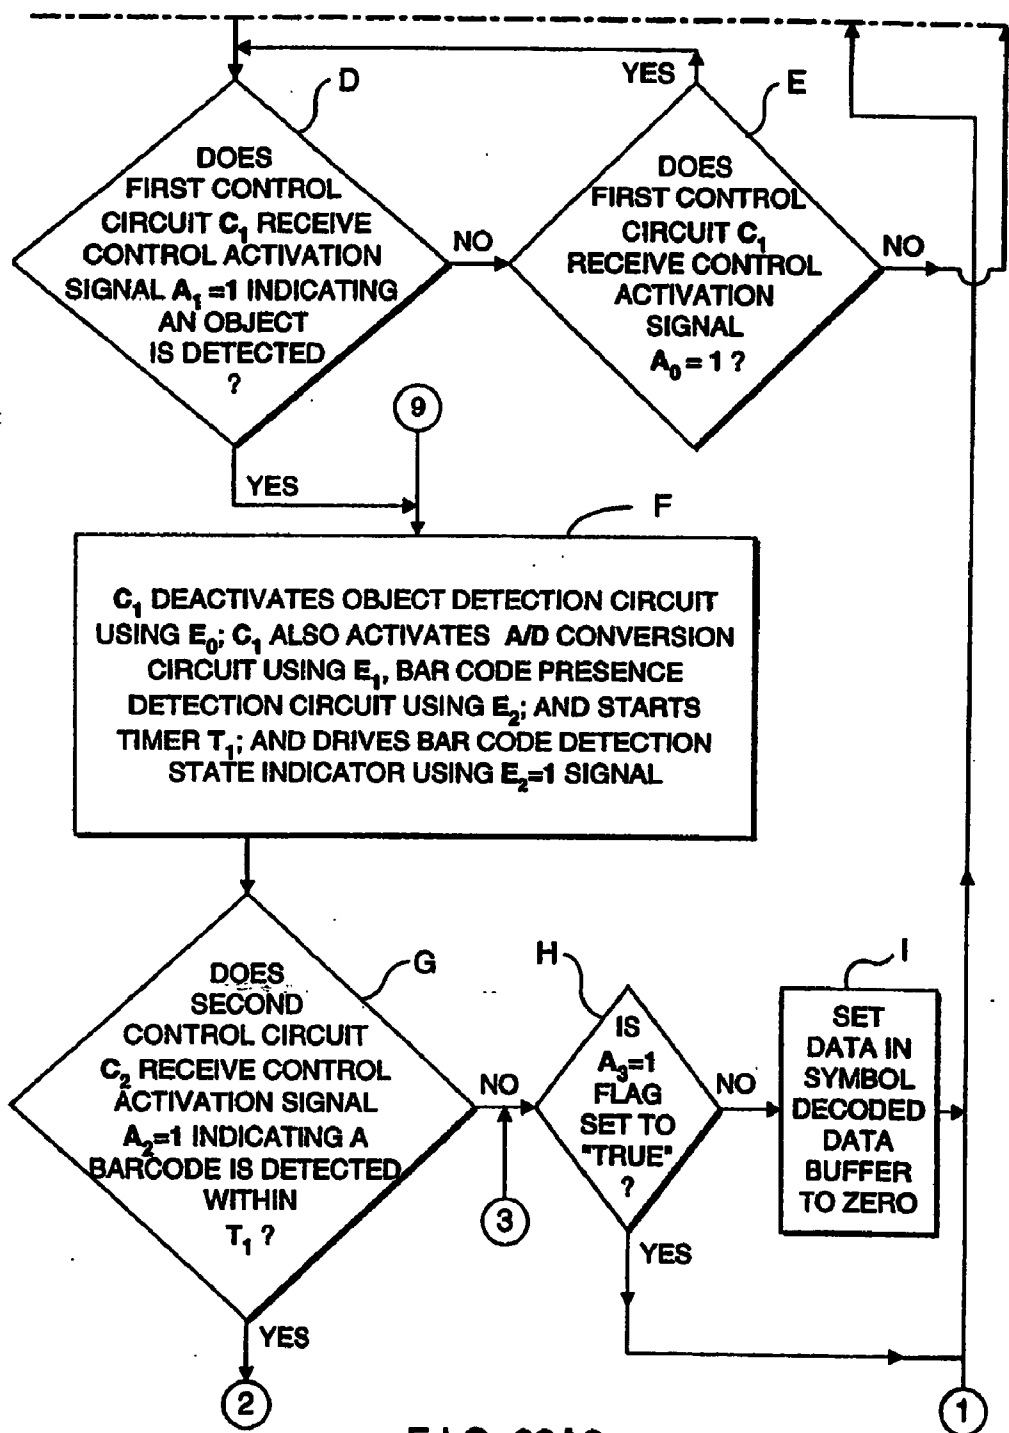 YES
D
E
DOES
FIRST CONTROL
CIRCUIT C₁ RECEIVE
CONTROL ACTIVATION
SIGNAL A₁ =1 INDICATING
AN OBJECT
IS DETECTED
?
NO
DOES
FIRST CONTROL
CIRCUIT C₁
RECEIVE CONTROL
ACTIVATION
SIGNAL
A₀ = 1 ?
NO
9
YES
F
C₁ DEACTIVATES OBJECT DETECTION CIRCUIT
USING E₀; C₁ ALSO ACTIVATES A/D CONVERSION
CIRCUIT USING E₁, BAR CODE PRESENCE
DETECTION CIRCUIT USING E₂; AND STARTS
TIMER T₁; AND DRIVES BAR CODE DETECTION
STATE INDICATOR USING E₂=1 SIGNAL
G
DOES
SECOND
CONTROL CIRCUIT
C₂ RECEIVE CONTROL
ACTIVATION SIGNAL
A₂=1 INDICATING A
BARCODE IS DETECTED
WITHIN
T₁ ?
NO
3
H
IS
A₃=1
FLAG
SET TO
"TRUE"
?
NO
I
SET
DATA IN
SYMBOL
DECODED
DATA
BUFFER
TO ZERO
YES
YES
2
1